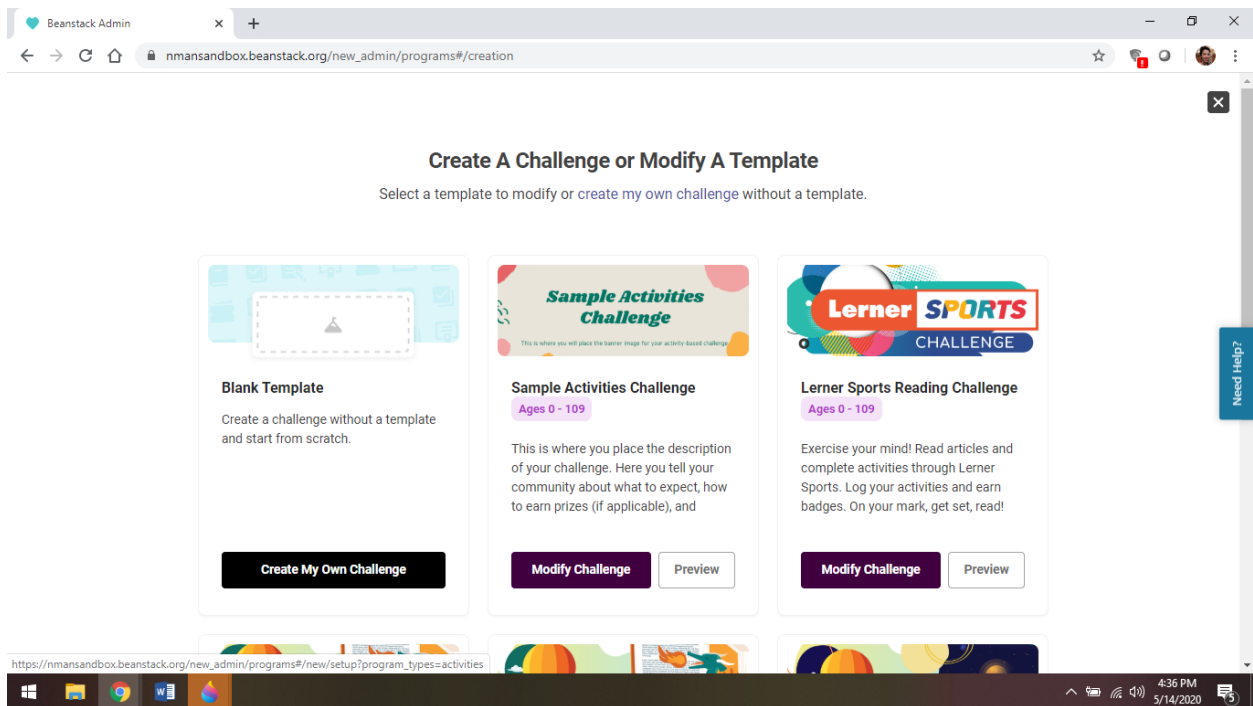 Beanstack Admin
nmansandbox.beanstack.org/new_admin/programs#/creation
Create A Challenge or Modify A Template
Select a template to modify or create my own challenge without a template.
Sample Activities
Challenge
This is where you will place the banner image for your activity-based challenge
Lerner SPORTS
CHALLENGE
Blank Template
Create a challenge without a template
and start from scratch.
Create My Own Challenge
Sample Activities Challenge
Ages 0 - 109
This is where you place the description
of your challenge. Here you tell your
community about what to expect, how
to earn prizes (if applicable), and
Modify Challenge
Preview
Lerner Sports Reading Challenge
Ages 0 - 109
Exercise your mind! Read articles and
complete activities through Lerner
Sports. Log your activities and earn
badges. On your mark, get set, read!
Modify Challenge
Preview
Need Help?
https://nmansandbox.beanstack.org/new_admin/programs#/new/setup?program_types=activities
4:36 PM
5/14/2020
5